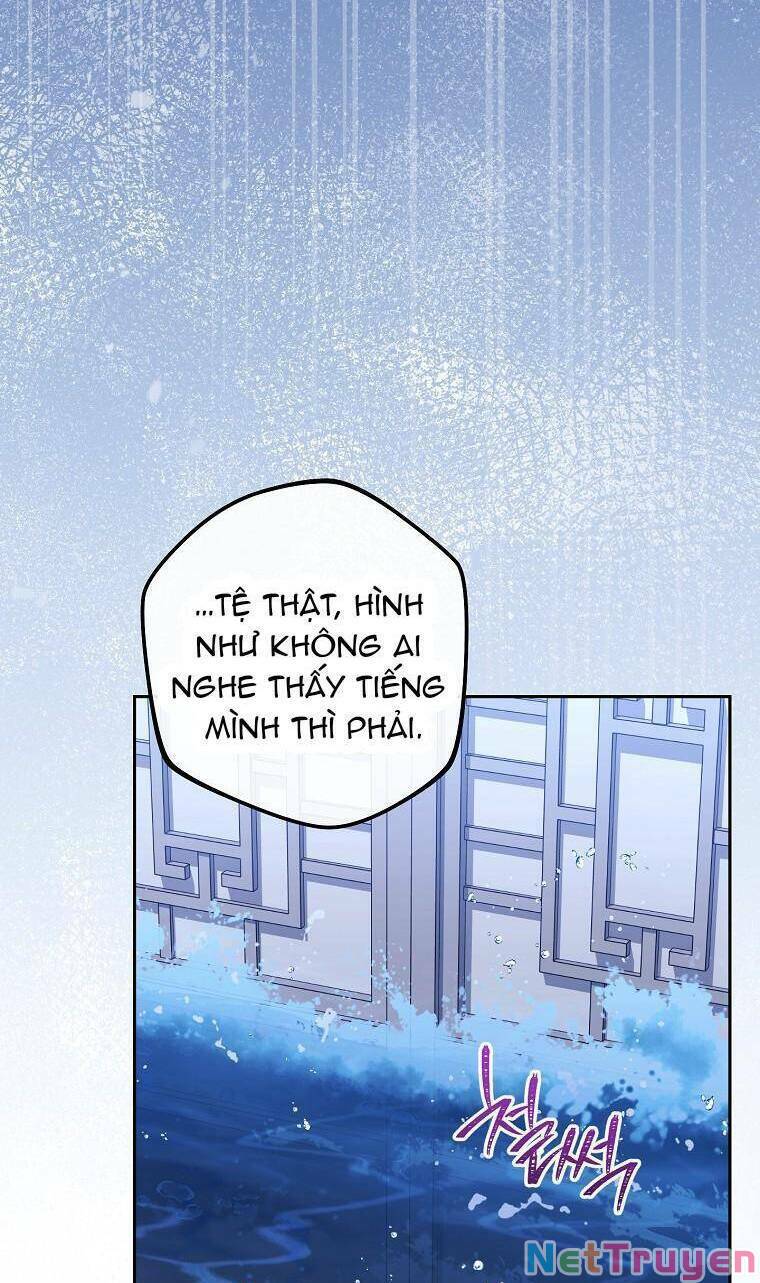 ...TỆ THẬT, HÌNH
NHƯ KHÔNG AI
NGHE THẤY TIẾNG
MÌNH THÌ PHẢI.
철썩
NetTruyen